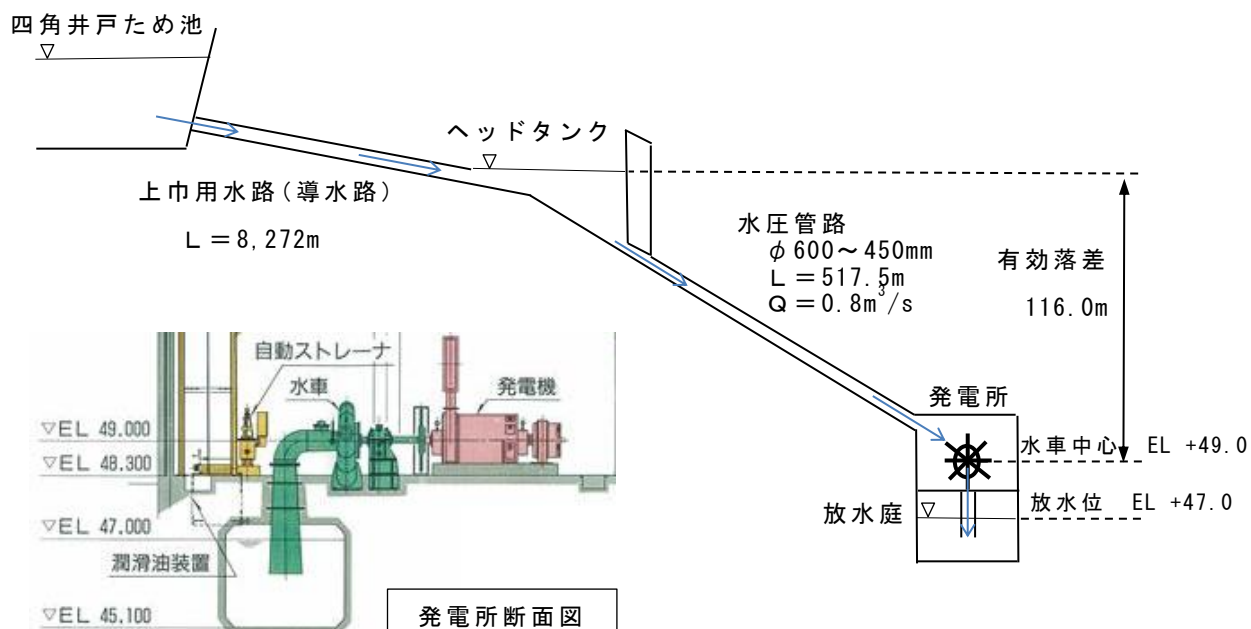 四角井戸ため池
▽
ヘッドタンク
▽
上巾用水路(導水路)
L=8,272m
水圧管路
φ600~450mm
L=517.5m
Q=0.8m³/s
有効落差
116.0m
発電所
水車中心 EL +49.0
放水庭
▽
放水位 EL +47.0
自動ストレーナ
水車
発電機
▽EL 49.000
▽EL 48.300
▽EL 47.000
潤滑油装置
▽EL 45.100
発電所断面図